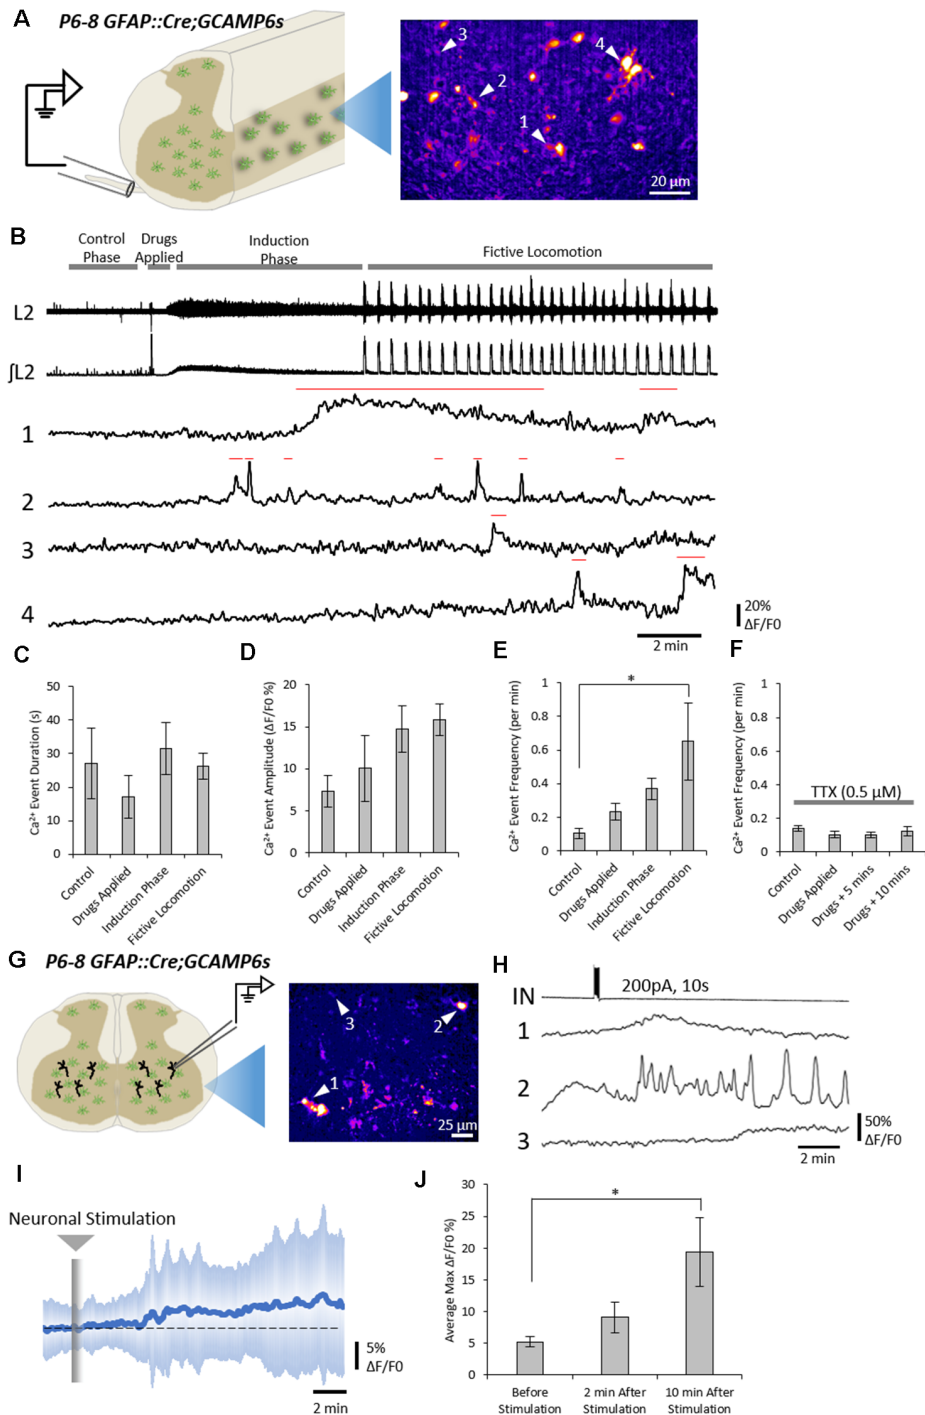 A
P6-8 GFAP::Cre;GCAMP6s
3
4
2
1
20 µm
B
Control Phase
Drugs Applied
Induction Phase
Fictive Locomotion
L2
∫L2
1
2
3
4
20%
ΔF/F0
2 min
C
Ca²⁺ Event Duration (s)
50
40
30
20
10
0
Control
Drugs Applied
Induction Phase
Fictive Locomotion
D
Ca²⁺ Event Amplitude (ΔF/F0 %)
20
15
10
5
0
Control
Drugs Applied
Induction Phase
Fictive Locomotion
E
Ca²⁺ Event Frequency (per min)
1
0.8
0.6
0.4
0.2
0
*
Control
Drugs Applied
Induction Phase
Fictive Locomotion
F
Ca²⁺ Event Frequency (per min)
1
0.8
0.6
0.4
0.2
0
TTX (0.5 µM)
Control
Drugs Applied
Drugs + 5 mins
Drugs + 10 mins
G
P6-8 GFAP::Cre;GCAMP6s
3
2
1
25 µm
H
IN
200pA, 10s
1
2
3
50%
ΔF/F0
2 min
I
Neuronal Stimulation
5%
ΔF/F0
2 min
J
Average Max ΔF/F0 %)
30
25
20
15
10
5
0
*
Before Stimulation
2 min After Stimulation
10 min After Stimulation